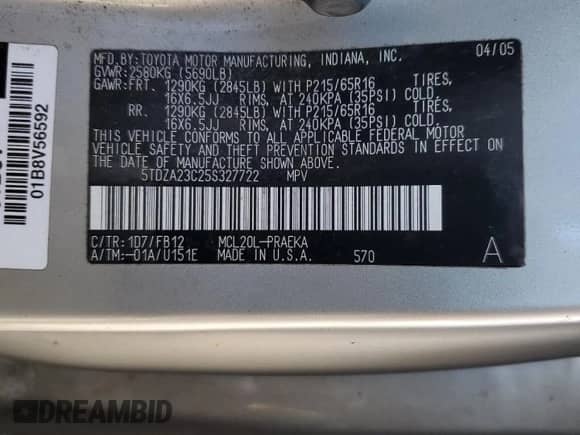 MFD. BY: TOYOTA MOTOR MANUFACTURING, INDIANA, INC. 04/05
GVWR: 2580KG (5690LB)
GAWR: FRT. 1290KG (2845LB) WITH P215/65R16 TIRES,
16X6.5JJ RIMS, AT 240KPA (35PSI) COLD.
RR. 1290KG (2845LB) WITH P215/65R16 TIRES,
16X6.5JJ RIMS, AT 240KPA (35PSI) COLD.
THIS VEHICLE CONFORMS TO ALL APPLICABLE FEDERAL MOTOR
VEHICLE SAFETY AND THEFT PREVENTION STANDARDS IN EFFECT ON
THE DATE OF MANUFACTURE SHOWN ABOVE.
5TDZA23C25S327722 MPV
C/TR: 1D7/FB12 MCL20L-PRAEKA
A/TM: -01A/U151E MADE IN U.S.A. 570 A
01B8V56592
DREAMBID